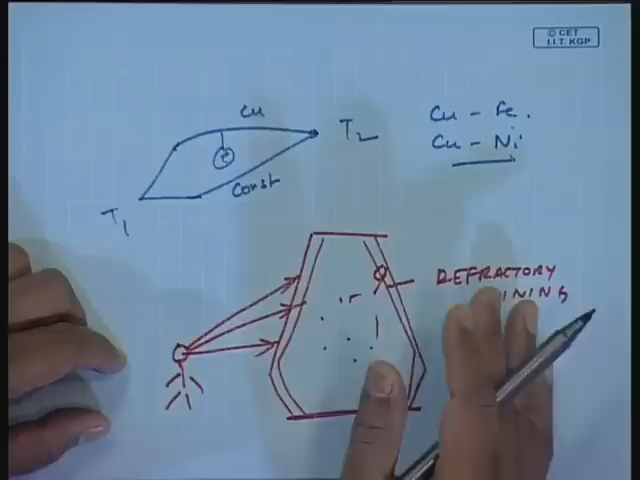 © CET
I.I.T. KGP
Cu
T2
Cu - Fe.
Cu - Ni
Const
T1
REFRACTORY
INING